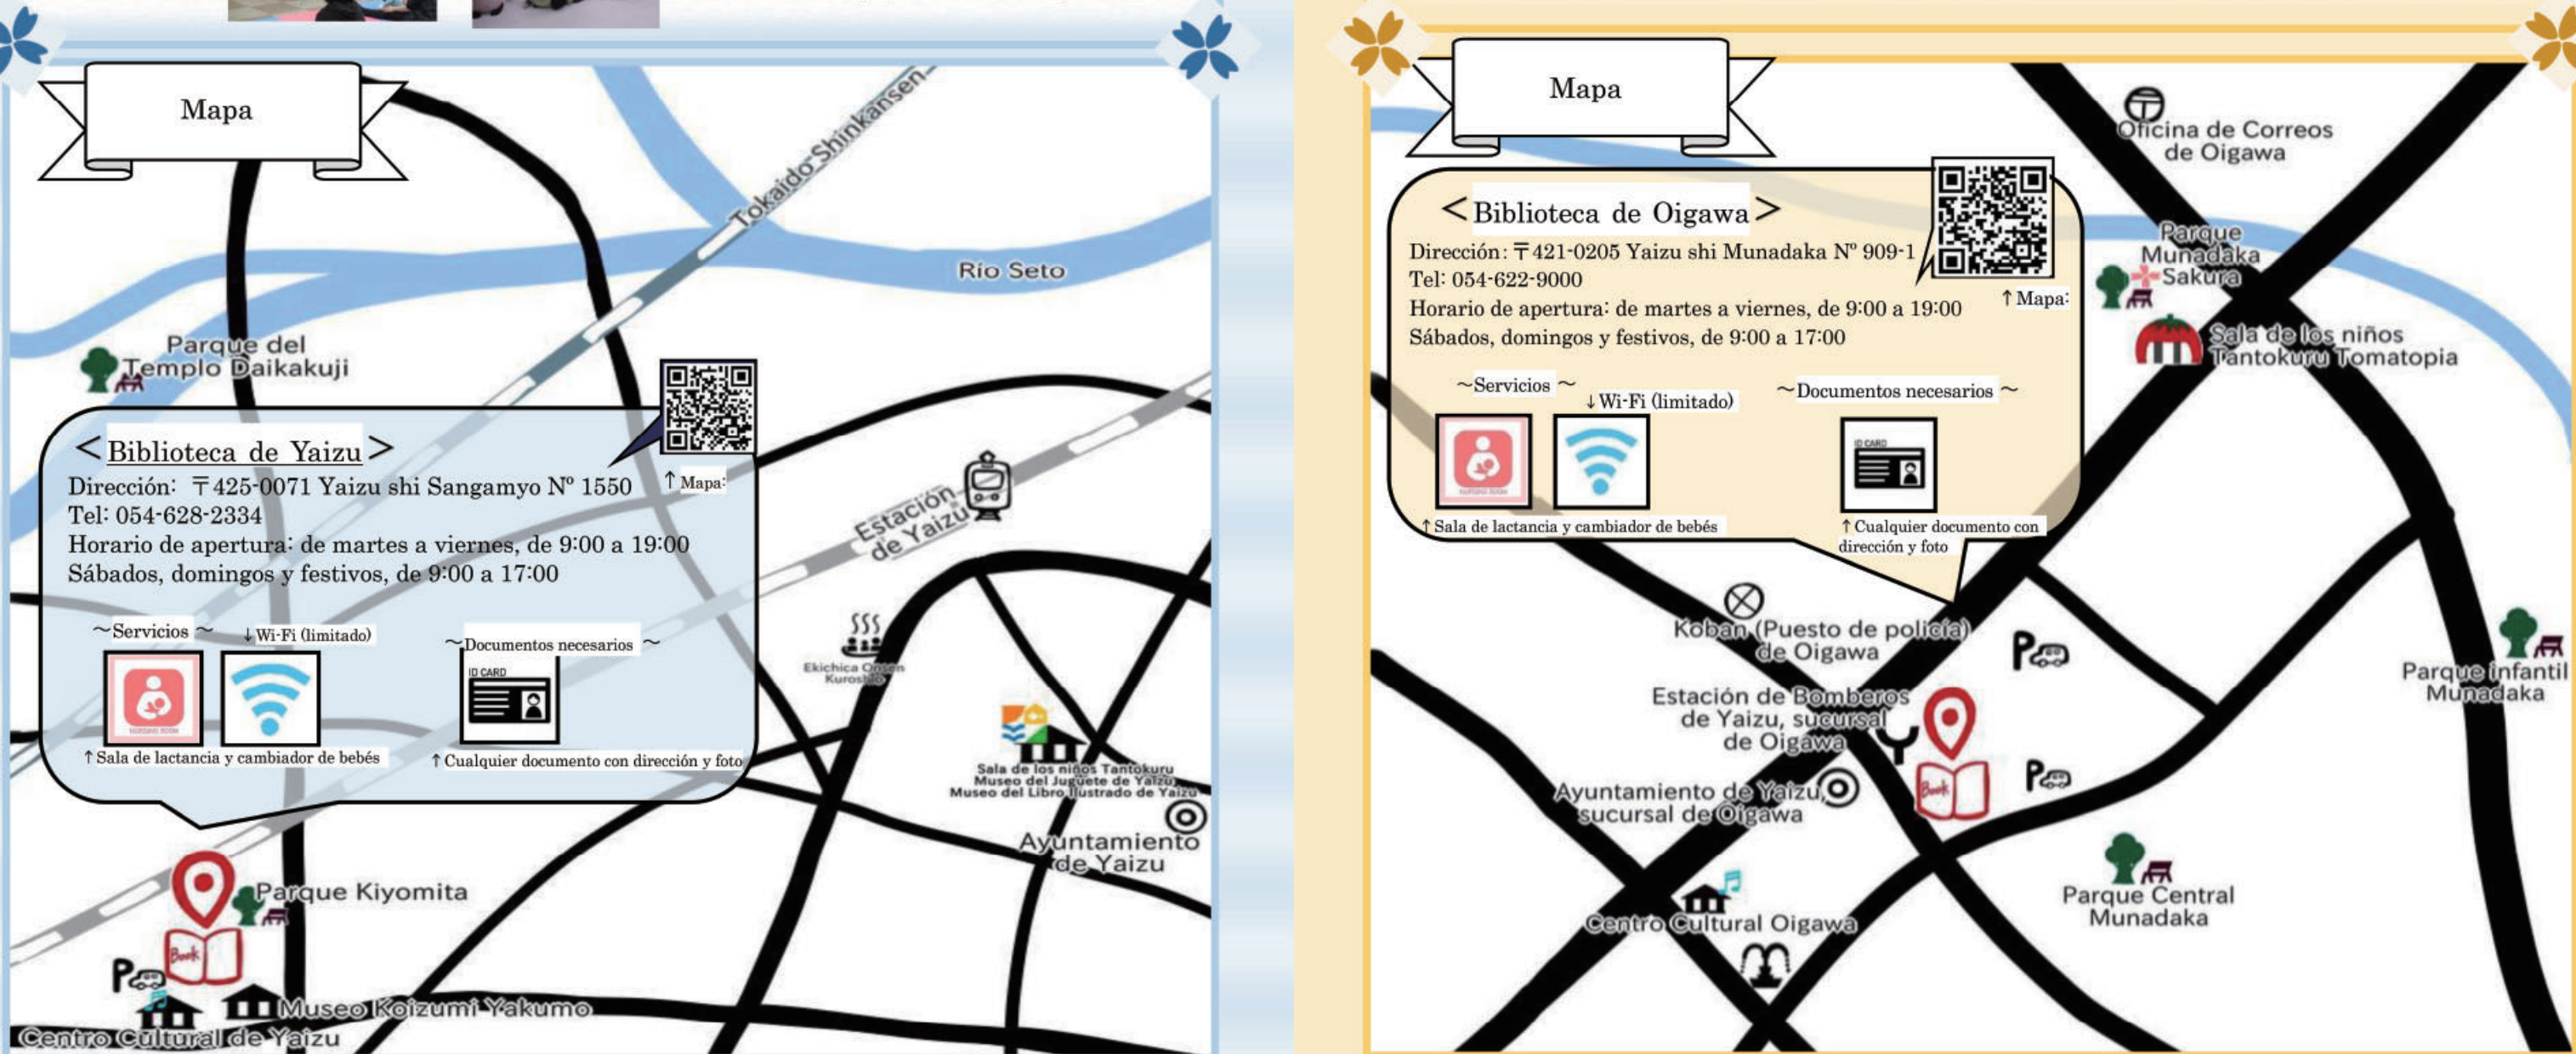 Mapa
Tokaido Shinkansen
Río Seto
Parque del
Templo Daikakuji
<Biblioteca de Yaizu>
Dirección: 〒425-0071 Yaizu shi Sangamyo Nº 1550
↑ Mapa:
Tel: 054-628-2334
Horario de apertura: de martes a viernes, de 9:00 a 19:00
Sábados, domingos y festivos, de 9:00 a 17:00
～Servicios ～
↓Wi-Fi (limitado)
～Documentos necesarios ～
NURSING ROOM
ID CARD
↑ Sala de lactancia y cambiador de bebés
↑ Cualquier documento con dirección y foto
Estación
de Yaizu
Ekichica Onsen
Kuroshio
Sala de los niños Tantokuru
Museo del Juguete de Yaizu
Museo del Libro Ilustrado de Yaizu
Ayuntamiento
de Yaizu
Parque Kiyomita
Book
P
Museo Koizumi Yakumo
Centro Cultural de Yaizu
Mapa
Oficina de Correos
de Oigawa
<Biblioteca de Oigawa>
Dirección: 〒421-0205 Yaizu shi Munadaka Nº 909-1
Tel: 054-622-9000
↑ Mapa:
Horario de apertura: de martes a viernes, de 9:00 a 19:00
Sábados, domingos y festivos, de 9:00 a 17:00
～Servicios ～
↓Wi-Fi (limitado)
～Documentos necesarios ～
NURSING ROOM
ID CARD
↑ Sala de lactancia y cambiador de bebés
↑ Cualquier documento con
dirección y foto
Parque
Munadaka
Sakura
Sala de los niños
Tantokuru Tomatopia
Koban (Puesto de policía)
de Oigawa
P
Parque infantil
Munadaka
Estación de Bomberos
de Yaizu, sucursal
de Oigawa
Book
P
Ayuntamiento de Yaizu,
sucursal de Oigawa
Parque Central
Munadaka
Centro Cultural Oigawa